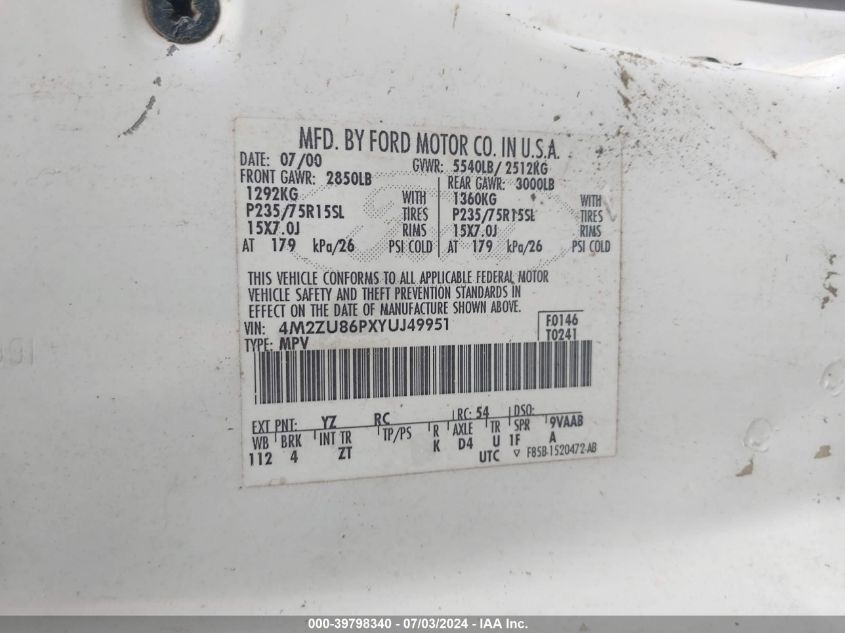 MFD. BY FORD MOTOR CO. IN U.S.A.
DATE: 07/00 GVWR: 5540LB/ 2512KG
FRONT GAWR: 2850LB REAR GAWR: 3000LB
1292KG WITH 1360KG WITH
P235/75R15SL TIRES P235/75R15SL TIRES
15X7.0J RIMS 15X7.0J RIMS
AT 179 kPa/26 PSI COLD AT 179 kPa/26 PSI COLD
THIS VEHICLE CONFORMS TO ALL APPLICABLE FEDERAL MOTOR
VEHICLE SAFETY AND THEFT PREVENTION STANDARDS IN
EFFECT ON THE DATE OF MANUFACTURE SHOWN ABOVE.
VIN: 4M2ZU86PXYUJ49951 F0146
TYPE: MPV T0241
EXT PNT: YZ RC RC: 54 DSO:
WB BRK INT TR TP/PS R AXLE TR SPR 9VAAB
112 4 ZT K D4 U 1F A
UTC ▽ F85B-1520472-AB
000-39798340 - 07/03/2024 - IAA Inc.